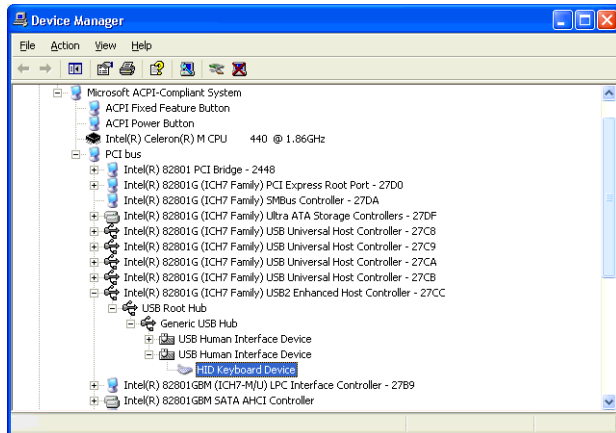 Device Manager
File Action View Help
Microsoft ACPI-Compliant System
ACPI Fixed Feature Button
ACPI Power Button
Intel(R) Celeron(R) M CPU 440 @ 1.86GHz
PCI bus
Intel(R) 82801 PCI Bridge - 2448
Intel(R) 82801G (ICH7 Family) PCI Express Root Port - 27D0
Intel(R) 82801G (ICH7 Family) SMBus Controller - 27DA
Intel(R) 82801G (ICH7 Family) Ultra ATA Storage Controllers - 27DF
Intel(R) 82801G (ICH7 Family) USB Universal Host Controller - 27C8
Intel(R) 82801G (ICH7 Family) USB Universal Host Controller - 27C9
Intel(R) 82801G (ICH7 Family) USB Universal Host Controller - 27CA
Intel(R) 82801G (ICH7 Family) USB Universal Host Controller - 27CB
Intel(R) 82801G (ICH7 Family) USB2 Enhanced Host Controller - 27CC
USB Root Hub
Generic USB Hub
USB Human Interface Device
USB Human Interface Device
HID Keyboard Device
Intel(R) 82801GBM (ICH7-M/U) LPC Interface Controller - 27B9
Intel(R) 82801GBM SATA AHCI Controller